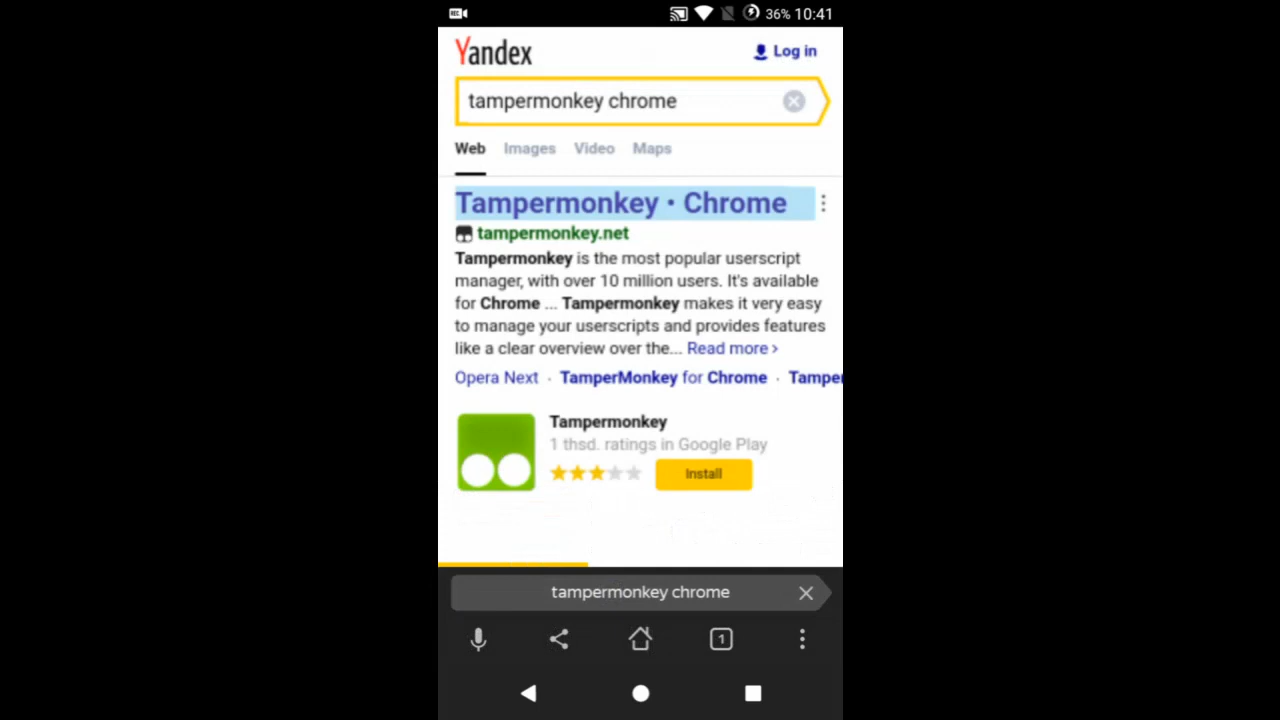 REC 36% 10:41
Yandex Log in
tampermonkey chrome
Web Images Video Maps
Tampermonkey • Chrome
tampermonkey.net
Tampermonkey is the most popular userscript
manager, with over 10 million users. It's available
for Chrome ... Tampermonkey makes it very easy
to manage your userscripts and provides features
like a clear overview over the... Read more ›
Opera Next · TamperMonkey for Chrome · Tamper
Tampermonkey
1 thsd. ratings in Google Play
Install
tampermonkey chrome
1